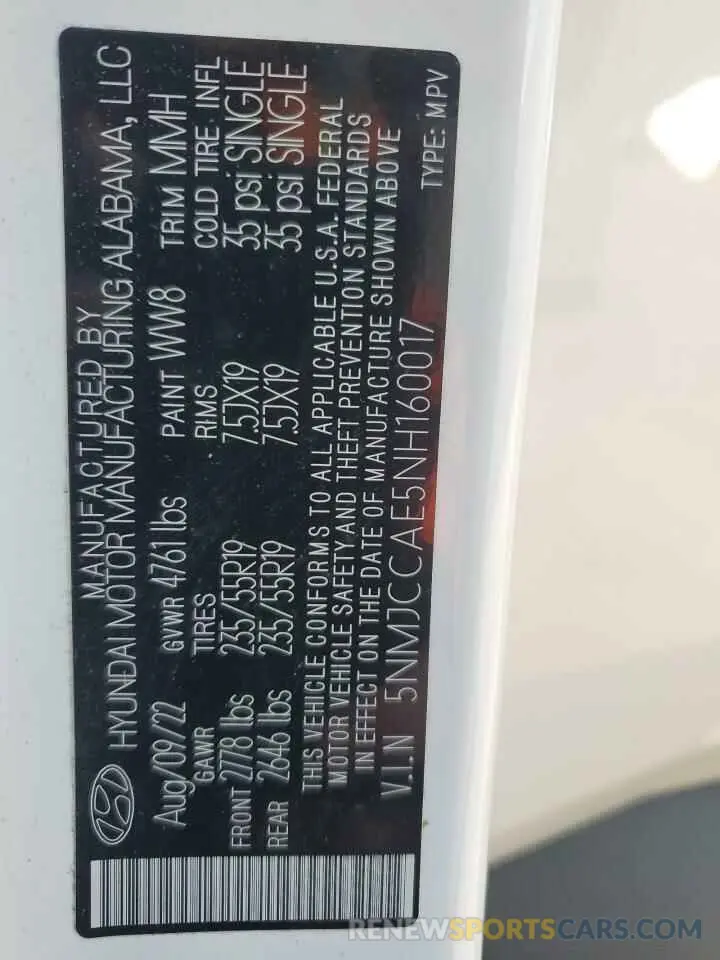 MANUFACTURED BY
HYUNDAI MOTOR MANUFACTURING ALABAMA, LLC
Aug/09/22 GVWR 4761 lbs PAINT WW8 TRIM MMH
GAWR TIRES RIMS COLD TIRE INFL
FRONT 2778 lbs 235/55R19 7.5JX19 35 psi SINGLE
REAR 2646 lbs 235/55R19 7.5JX19 35 psi SINGLE
THIS VEHICLE CONFORMS TO ALL APPLICABLE U.S.A. FEDERAL
MOTOR VEHICLE SAFETY AND THEFT PREVENTION STANDARDS
IN EFFECT ON THE DATE OF MANUFACTURE SHOWN ABOVE
V.I.N 5NMJCCAE5NH160017 TYPE: MPV
RENEWSPORTSCARS.COM